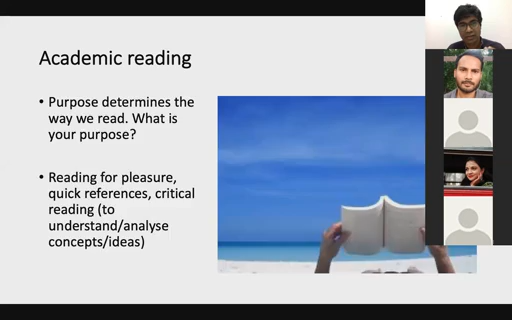 Academic reading
• Purpose determines the
way we read. What is
your purpose?
• Reading for pleasure,
quick references, critical
reading (to
understand/analyse
concepts/ideas)